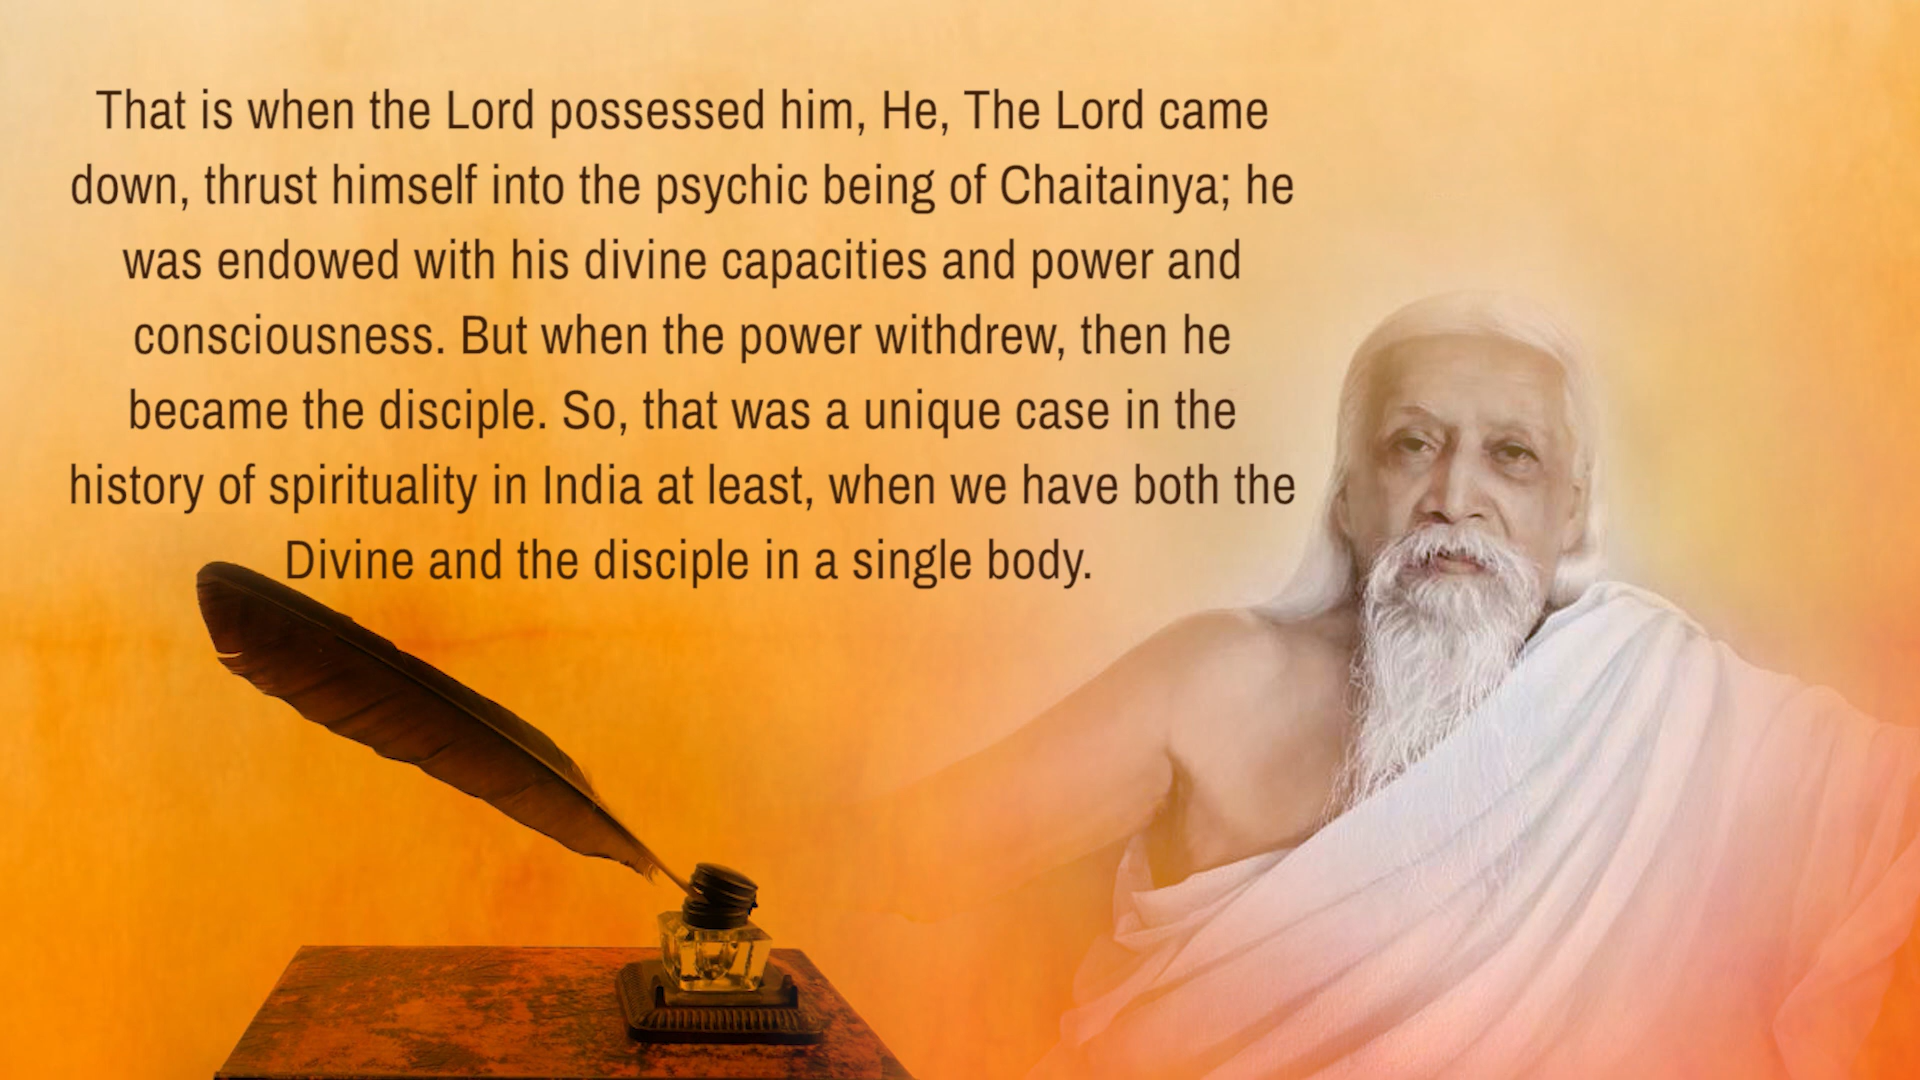 That is when the Lord possessed him, He, The Lord came
down, thrust himself into the psychic being of Chaitainya; he
was endowed with his divine capacities and power and
consciousness. But when the power withdrew, then he
became the disciple. So, that was a unique case in the
history of spirituality in India at least, when we have both the
Divine and the disciple in a single body.